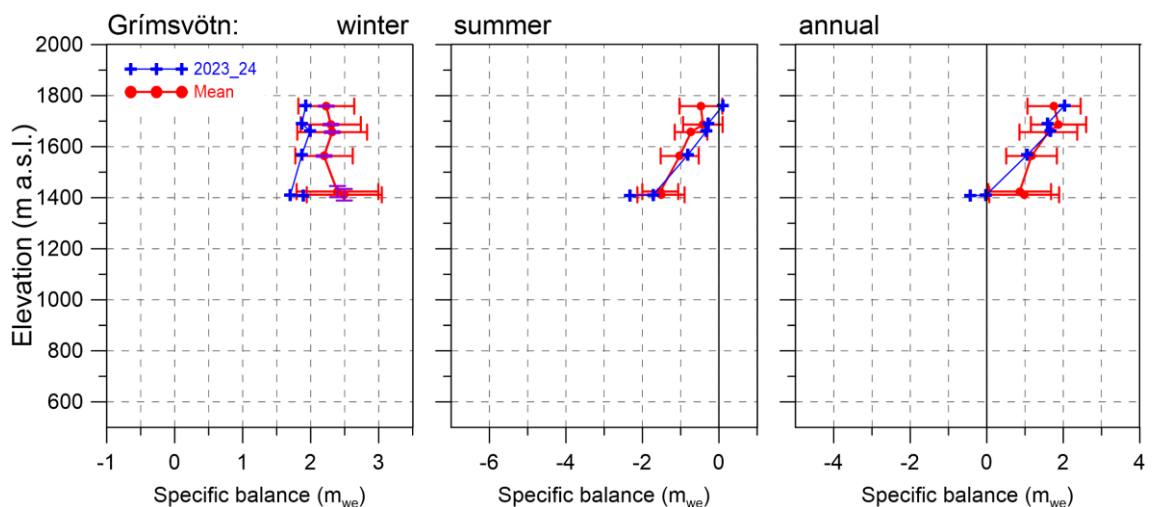 Grímsvötn: winter
summer
annual
2023_24
Mean
Elevation (m a.s.l.)
2000
1800
1600
1400
1200
1000
800
600
-1 0 1 2 3
-6 -4 -2 0
-4 -2 0 2 4
Specific balance (mwe)
Specific balance (mwe)
Specific balance (mwe)